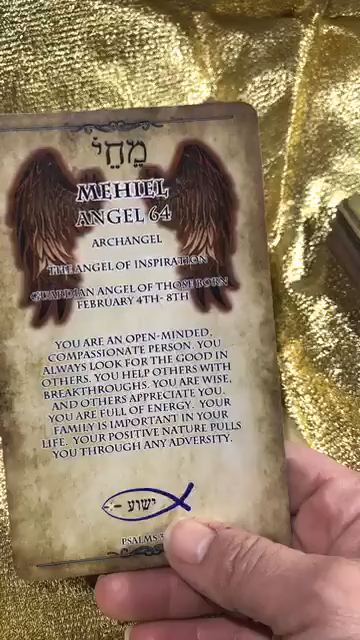 מֵחִיֵ
MEHIEL
ANGEL 64
ARCHANGEL
THE ANGEL OF INSPIRATION
GUARDIAN ANGEL OF THOSE BORN
FEBRUARY 4TH- 8TH
YOU ARE AN OPEN-MINDED,
COMPASSIONATE PERSON. YOU
ALWAYS LOOK FOR THE GOOD IN
OTHERS. YOU HELP OTHERS WITH
BREAKTHROUGHS. YOU ARE WISE,
AND OTHERS APPRECIATE YOU.
YOU ARE FULL OF ENERGY. YOUR
FAMILY IS IMPORTANT IN YOUR
LIFE. YOUR POSITIVE NATURE PULLS
YOU THROUGH ANY ADVERSITY.
ישוע
PSALMS